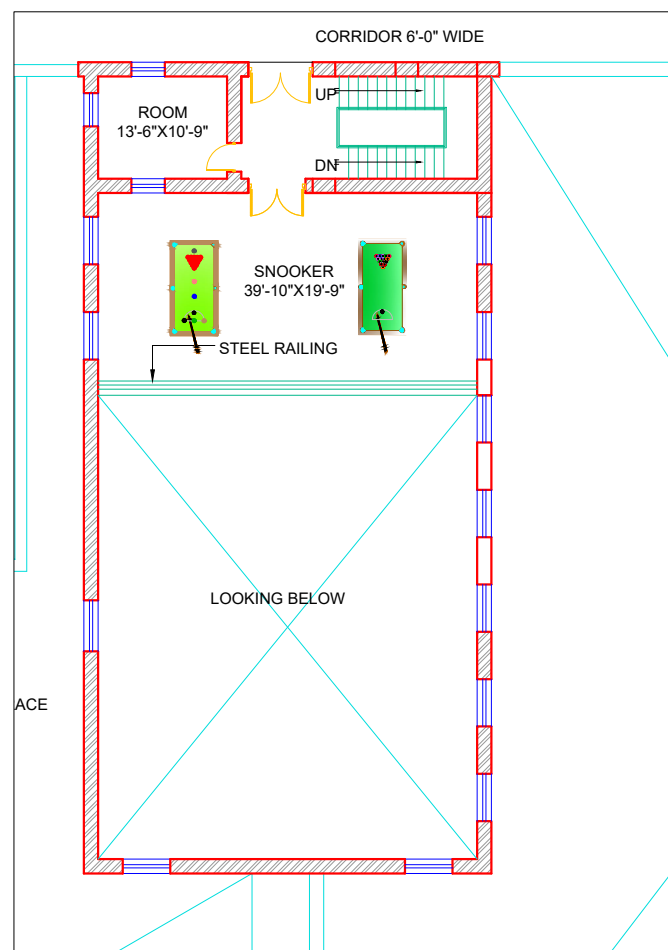 CORRIDOR 6'-0" WIDE
UP
ROOM
13'-6"X10'-9"
DN
SNOOKER
39'-10"X19'-9"
STEEL RAILING
LOOKING BELOW
ACE